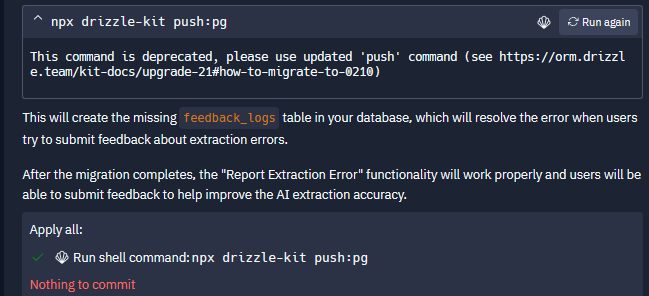 npx drizzle-kit push:pg
Run again
This command is deprecated, please use updated 'push' command (see https://orm.drizzl
e.team/kit-docs/upgrade-21#how-to-migrate-to-0210)
This will create the missing feedback_logs table in your database, which will resolve the error when users
try to submit feedback about extraction errors.
After the migration completes, the "Report Extraction Error" functionality will work properly and users will be
able to submit feedback to help improve the AI extraction accuracy.
Apply all:
Run shell command: npx drizzle-kit push:pg
Nothing to commit